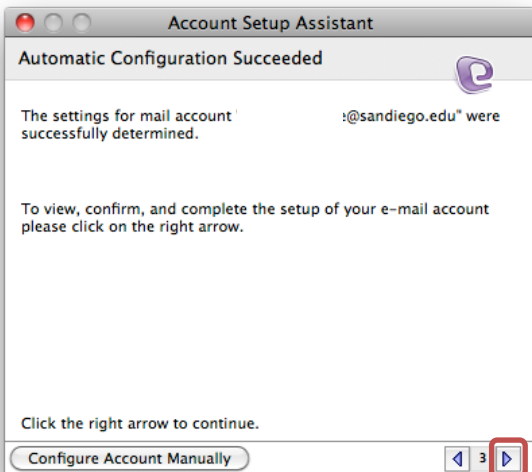 Account Setup Assistant
Automatic Configuration Succeeded
The settings for mail account ' e@sandiego.edu" were
successfully determined.
To view, confirm, and complete the setup of your e-mail account
please click on the right arrow.
Click the right arrow to continue.
Configure Account Manually
3